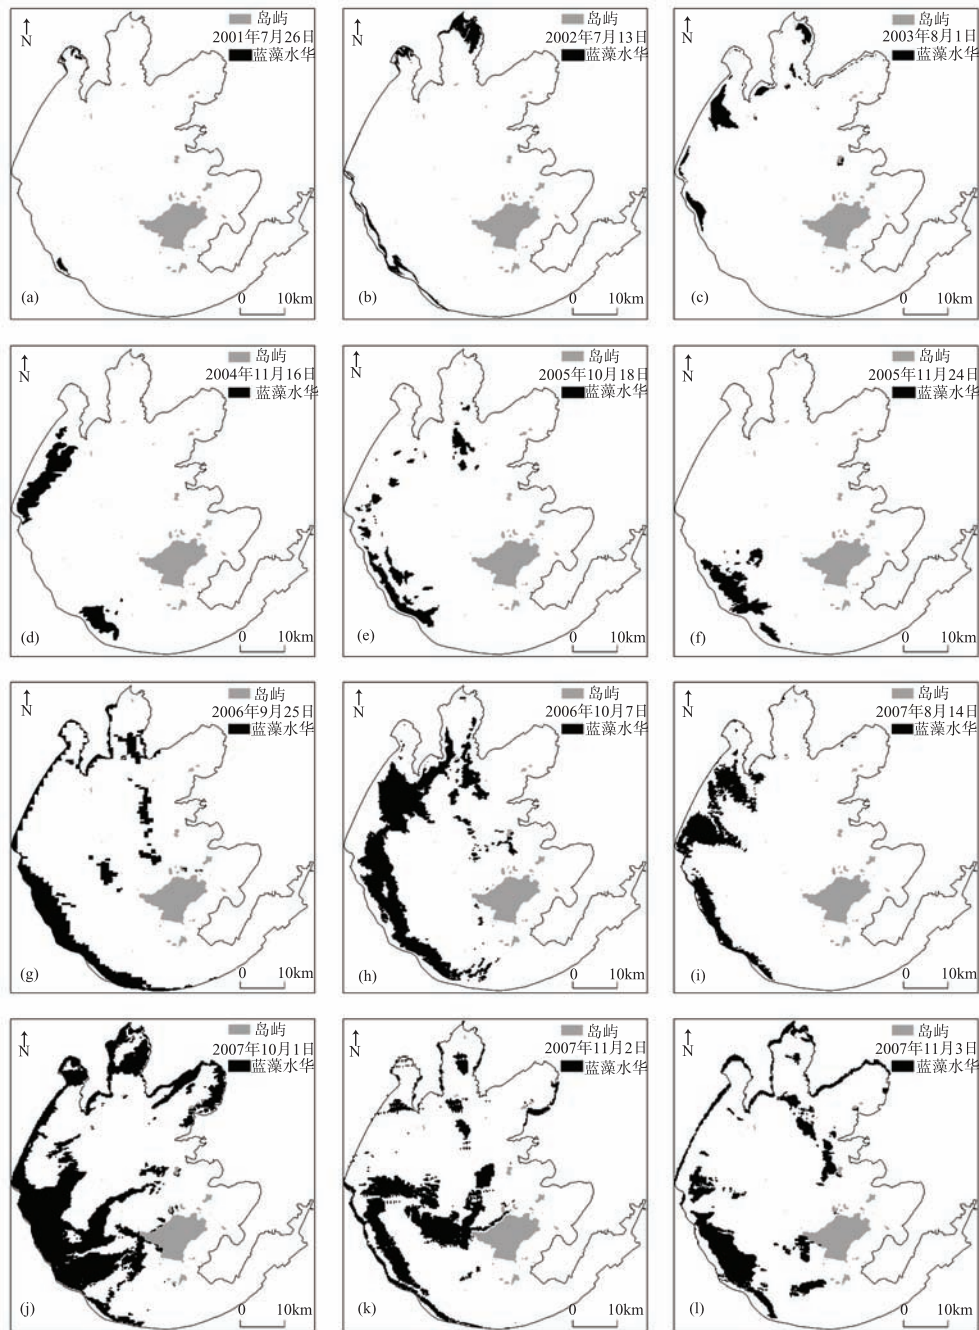 岛屿
N
2001年7月26日
蓝藻水华
(a)
0 10km
岛屿
N
2002年7月13日
蓝藻水华
(b)
0 10km
岛屿
N
2003年8月1日
蓝藻水华
(c)
0 10km
岛屿
N
2004年11月16日
蓝藻水华
(d)
0 10km
岛屿
N
2005年10月18日
蓝藻水华
(e)
0 10km
岛屿
N
2005年11月24日
蓝藻水华
(f)
0 10km
岛屿
N
2006年9月25日
蓝藻水华
(g)
0 10km
岛屿
N
2006年10月7日
蓝藻水华
(h)
0 10km
岛屿
N
2007年8月14日
蓝藻水华
(i)
0 10km
岛屿
N
2007年10月1日
蓝藻水华
(j)
0 10km
岛屿
N
2007年11月2日
蓝藻水华
(k)
0 10km
岛屿
N
2007年11月3日
蓝藻水华
(l)
0 10km